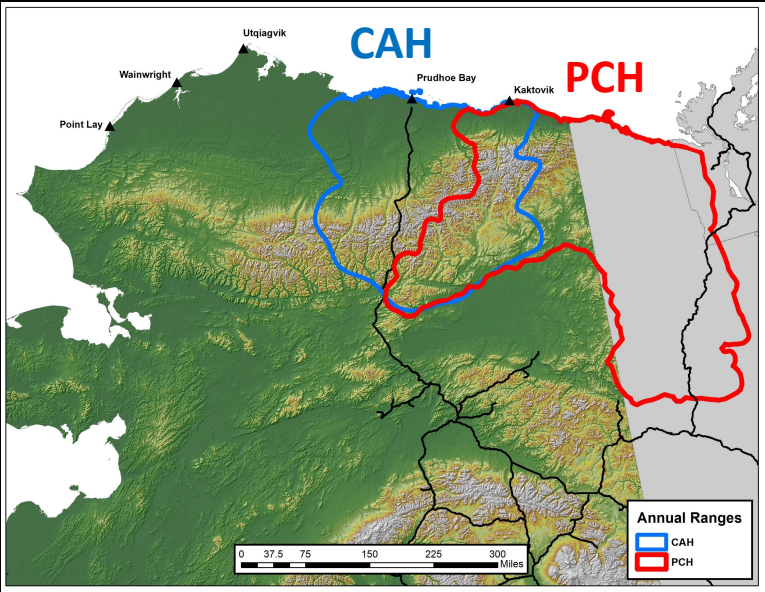 Utqiagvik
CAH
Wainwright
Prudhoe Bay
PCH
Kaktovik
Point Lay
Annual Ranges
CAH
PCH
0 37.5 75 150 225 300
Miles